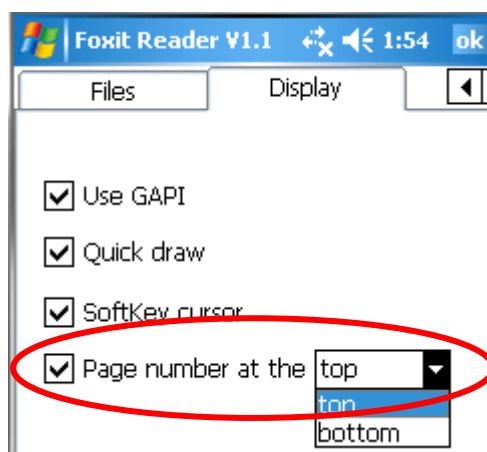 Foxit Reader V1.1 1:54 ok
Files Display
Use GAPI
Quick draw
SoftKey cursor
Page number at the top
top
bottom